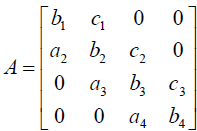 A = [ b₁ c₁ 0 0
a₂ b₂ c₂ 0
0 a₃ b₃ c₃
0 0 a₄ b₄ ]